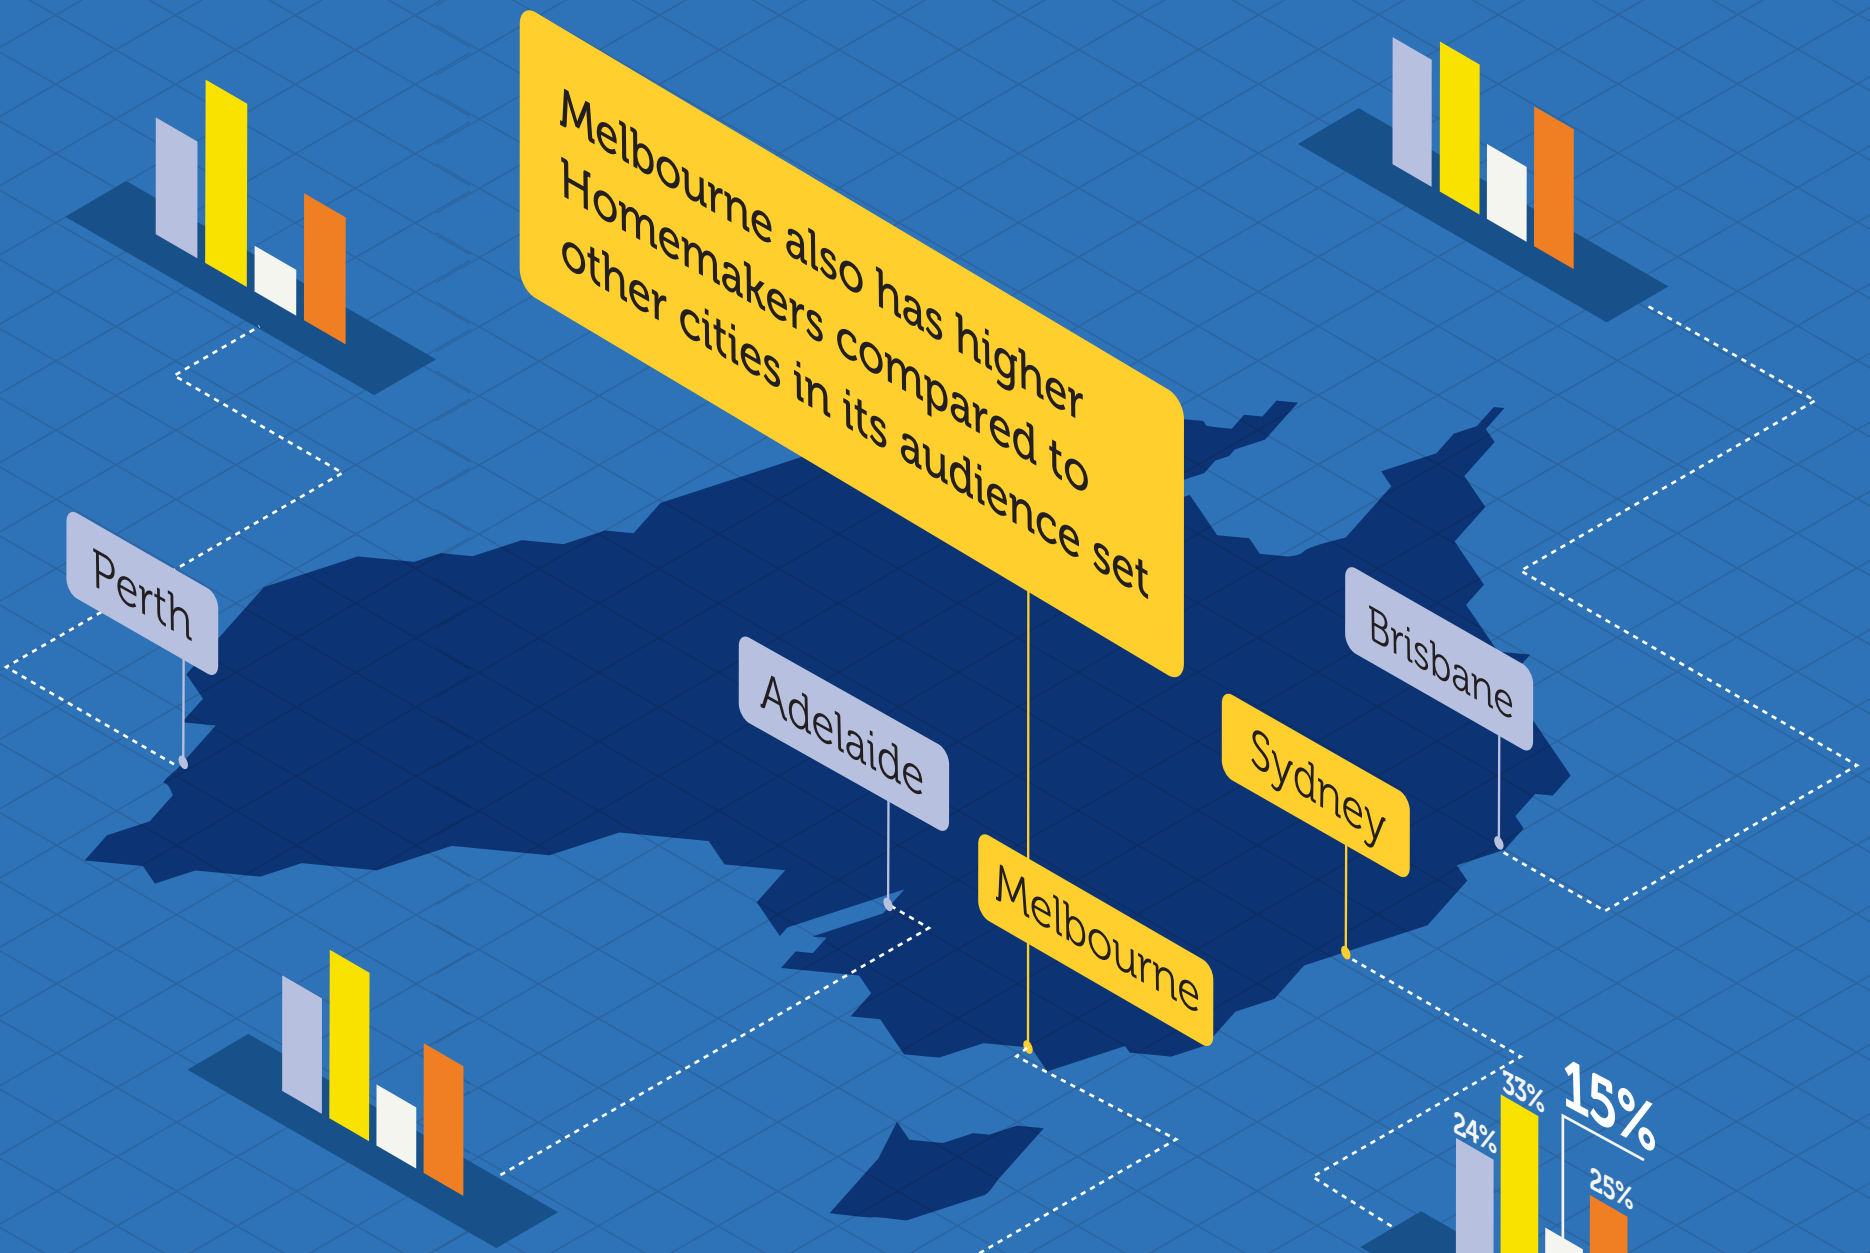 Melbourne also has higher
Homemakers compared to
other cities in its audience set
Perth
Adelaide
Brisbane
Sydney
Melbourne
24%
33%
15%
25%